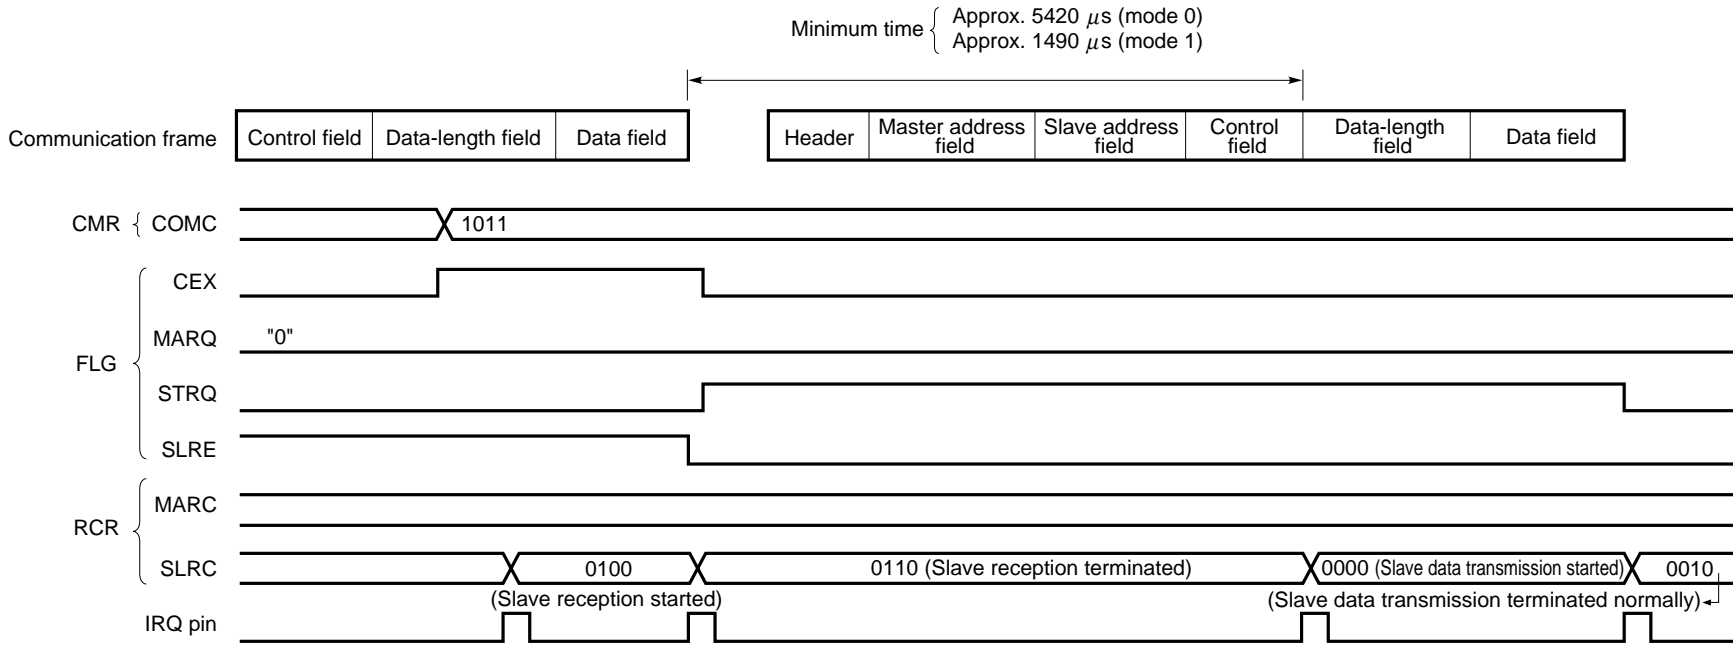 Minimum time { Approx. 5420 μs (mode 0)
Approx. 1490 μs (mode 1)
Communication frame
Control field
Data-length field
Data field
Header
Master address
field
Slave address
field
Control
field
Data-length
field
Data field
CMR { COMC
1011
FLG
CEX
MARQ
"0"
STRQ
SLRE
RCR
MARC
SLRC
0100
0110 (Slave reception terminated)
0000 (Slave data transmission started)
0010
(Slave reception started)
(Slave data transmission terminated normally)
IRQ pin